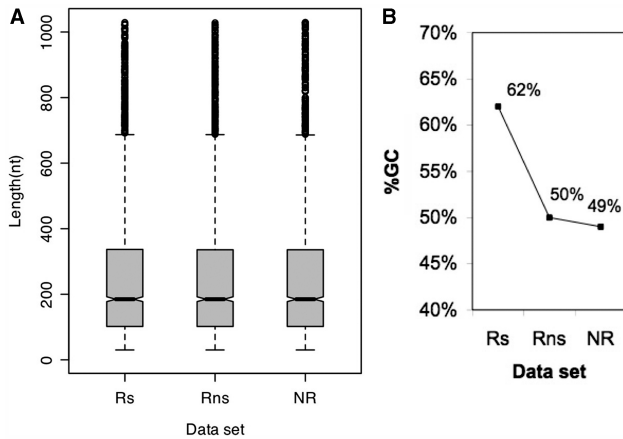 A
Length(nt)
1000
800
600
400
200
0
Rs Rns NR
Data set
B
%GC
70%
65%
60%
55%
50%
45%
40%
62%
50%
49%
Rs Rns NR
Data set